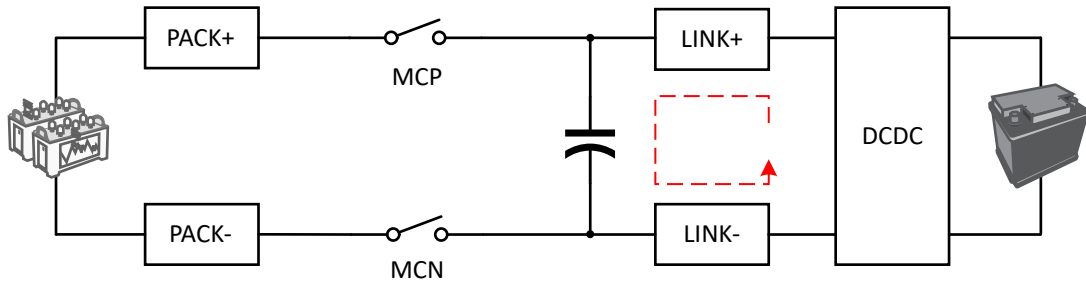 PACK+
LINK+
MCP
DCDC
PACK-
LINK-
MCN